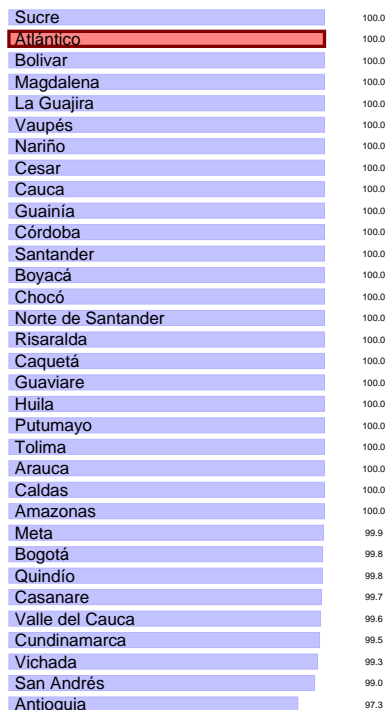 Sucre 100.0
Atlántico 100.0
Bolivar 100.0
Magdalena 100.0
La Guajira 100.0
Vaupés 100.0
Nariño 100.0
Cesar 100.0
Cauca 100.0
Guainía 100.0
Córdoba 100.0
Santander 100.0
Boyacá 100.0
Chocó 100.0
Norte de Santander 100.0
Risaralda 100.0
Caquetá 100.0
Guaviare 100.0
Huila 100.0
Putumayo 100.0
Tolima 100.0
Arauca 100.0
Caldas 100.0
Amazonas 100.0
Meta 99.9
Bogotá 99.8
Quindío 99.8
Casanare 99.7
Valle del Cauca 99.6
Cundinamarca 99.5
Vichada 99.3
San Andrés 99.0
Antioquia 97.3